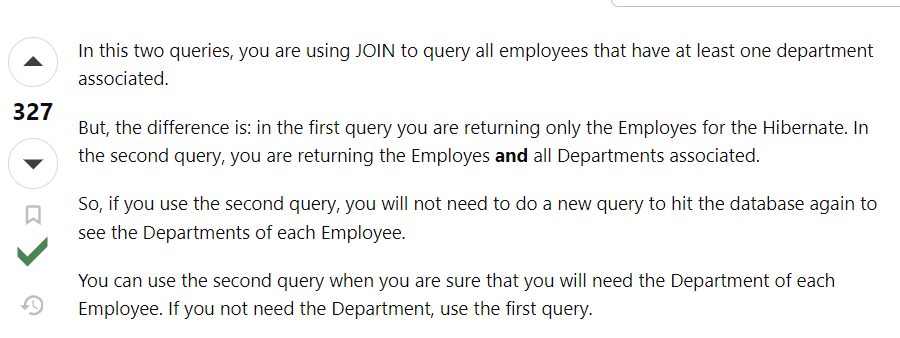 In this two queries, you are using JOIN to query all employees that have at least one department
associated.
327
But, the difference is: in the first query you are returning only the Employes for the Hibernate. In
the second query, you are returning the Employes and all Departments associated.
So, if you use the second query, you will not need to do a new query to hit the database again to
see the Departments of each Employee.
You can use the second query when you are sure that you will need the Department of each
Employee. If you not need the Department, use the first query.